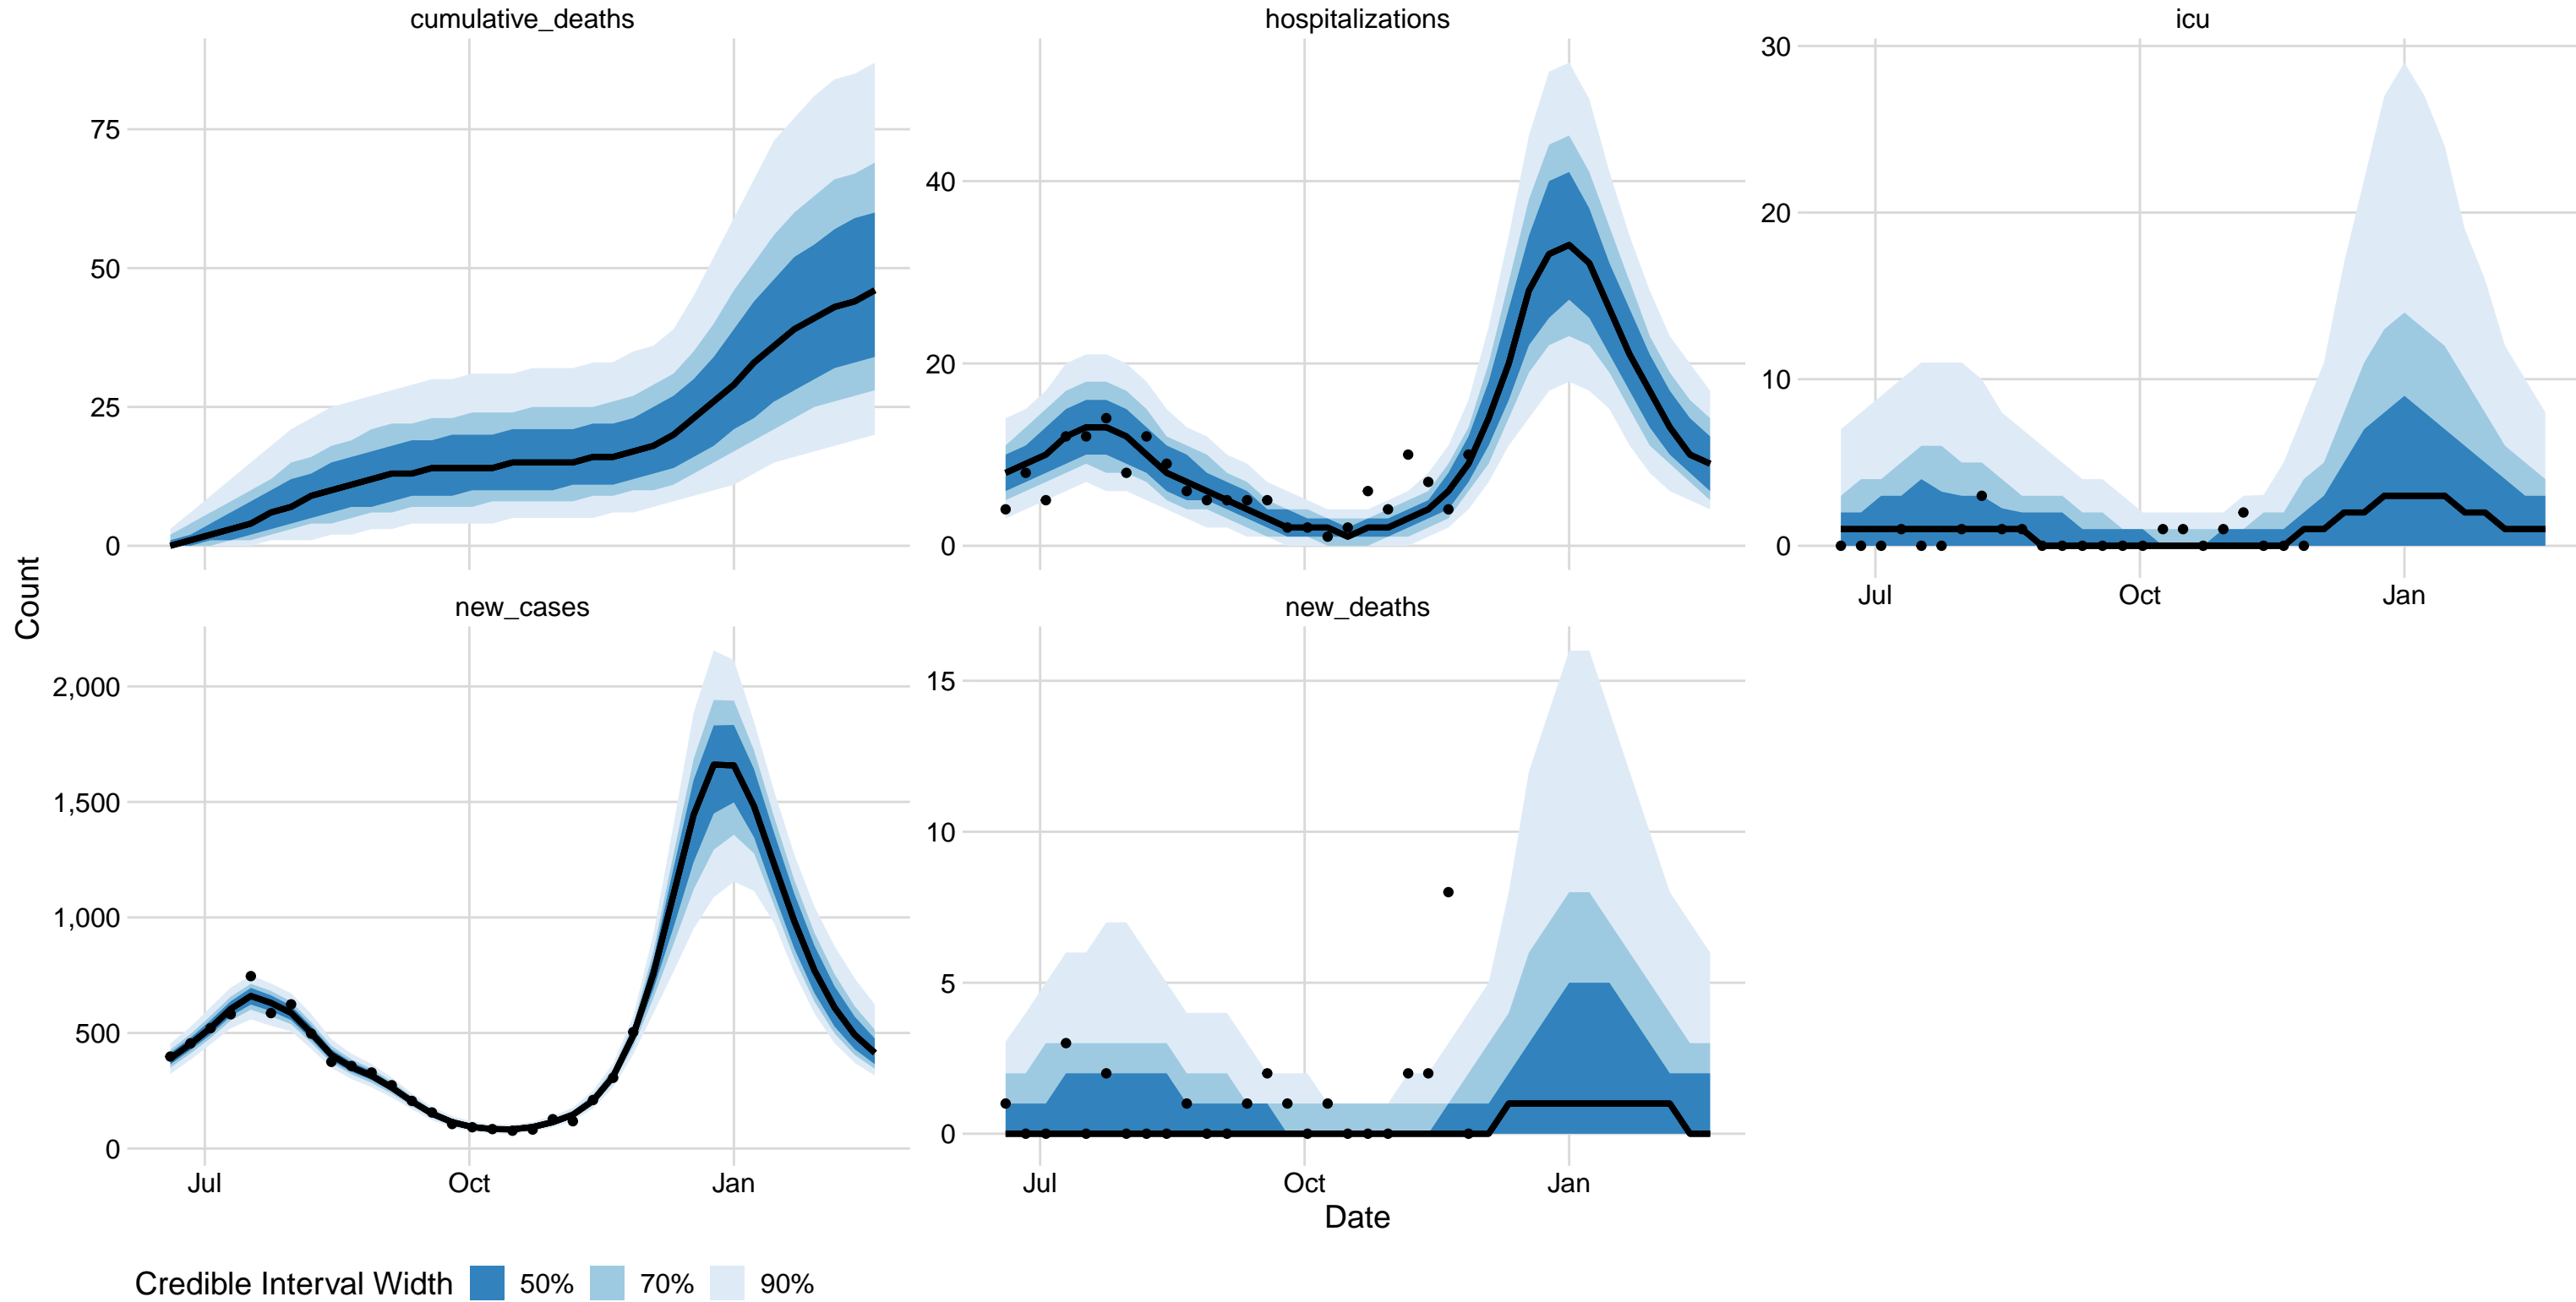 cumulative_deaths
hospitalizations
icu
75
50
25
0
40
20
0
30
20
10
0
Jul
Oct
Jan
Count
new_cases
new_deaths
2,000
1,500
1,000
500
0
15
10
5
0
Jul
Oct
Jan
Jul
Oct
Jan
Date
Credible Interval Width 50% 70% 90%